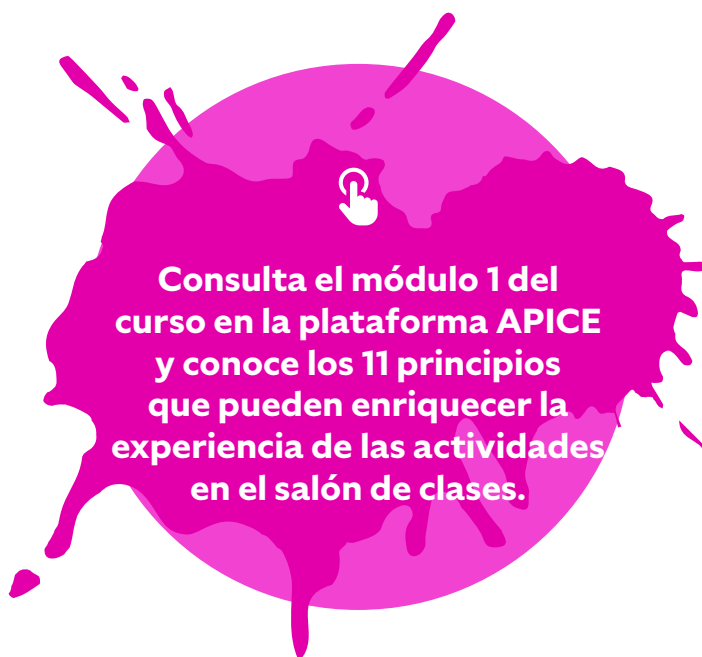 Consulta el módulo 1 del
curso en la plataforma APICE
y conoce los 11 principios
que pueden enriquecer la
experiencia de las actividades
en el salón de clases.